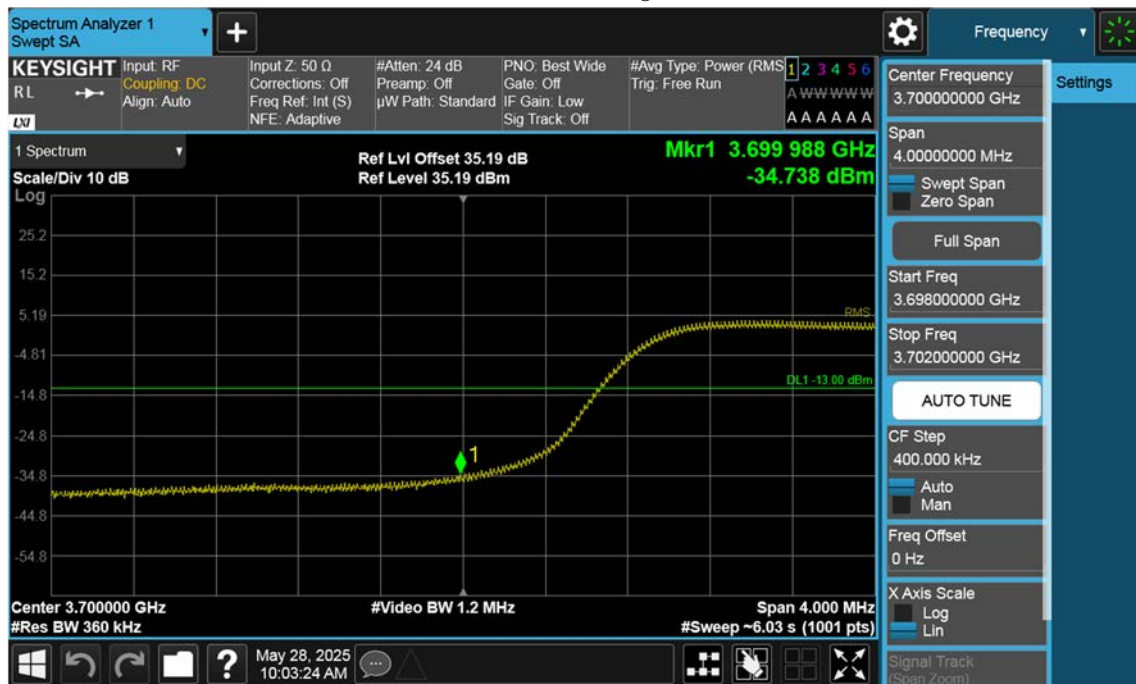 Spectrum Analyzer 1
Swept SA
Frequency
KEYSIGHT
RL
LXI
Input: RF
Coupling: DC
Align: Auto
Input Z: 50 Ω
Corrections: Off
Freq Ref: Int (S)
NFE: Adaptive
#Atten: 24 dB
Preamp: Off
µW Path: Standard
PNO: Best Wide
Gate: Off
IF Gain: Low
Sig Track: Off
#Avg Type: Power (RMS
Trig: Free Run
1 2 3 4 5 6
A W W W W W
A A A A A A
1 Spectrum
Scale/Div 10 dB
Ref Lvl Offset 35.19 dB
Ref Level 35.19 dBm
Mkr1 3.699 988 GHz
-34.738 dBm
Log
25.2
15.2
5.19
-4.81
-14.8
-24.8
-34.8
-44.8
-54.8
RMS
DL1 -13.00 dBm
1
Center 3.700000 GHz
#Res BW 360 kHz
#Video BW 1.2 MHz
Span 4.000 MHz
#Sweep ~6.03 s (1001 pts)
May 28, 2025
10:03:24 AM
Settings
Center Frequency
3.700000000 GHz
Span
4.00000000 MHz
Swept Span
Zero Span
Full Span
Start Freq
3.698000000 GHz
Stop Freq
3.702000000 GHz
AUTO TUNE
CF Step
400.000 kHz
Auto
Man
Freq Offset
0 Hz
X Axis Scale
Log
Lin
Signal Track
(Span Zoom)